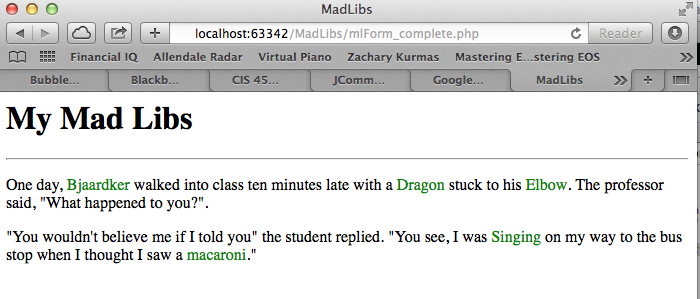 MadLibs
localhost:63342/MadLibs/mlForm_complete.php
Reader
Financial IQ Allendale Radar Virtual Piano Zachary Kurmas Mastering E...stering EOS
Bubble... Blackb... CIS 45... JComm... Google... MadLibs
My Mad Libs
One day, Bjaardker walked into class ten minutes late with a Dragon stuck to his Elbow. The professor
said, "What happened to you?".
"You wouldn't believe me if I told you" the student replied. "You see, I was Singing on my way to the bus
stop when I thought I saw a macaroni."